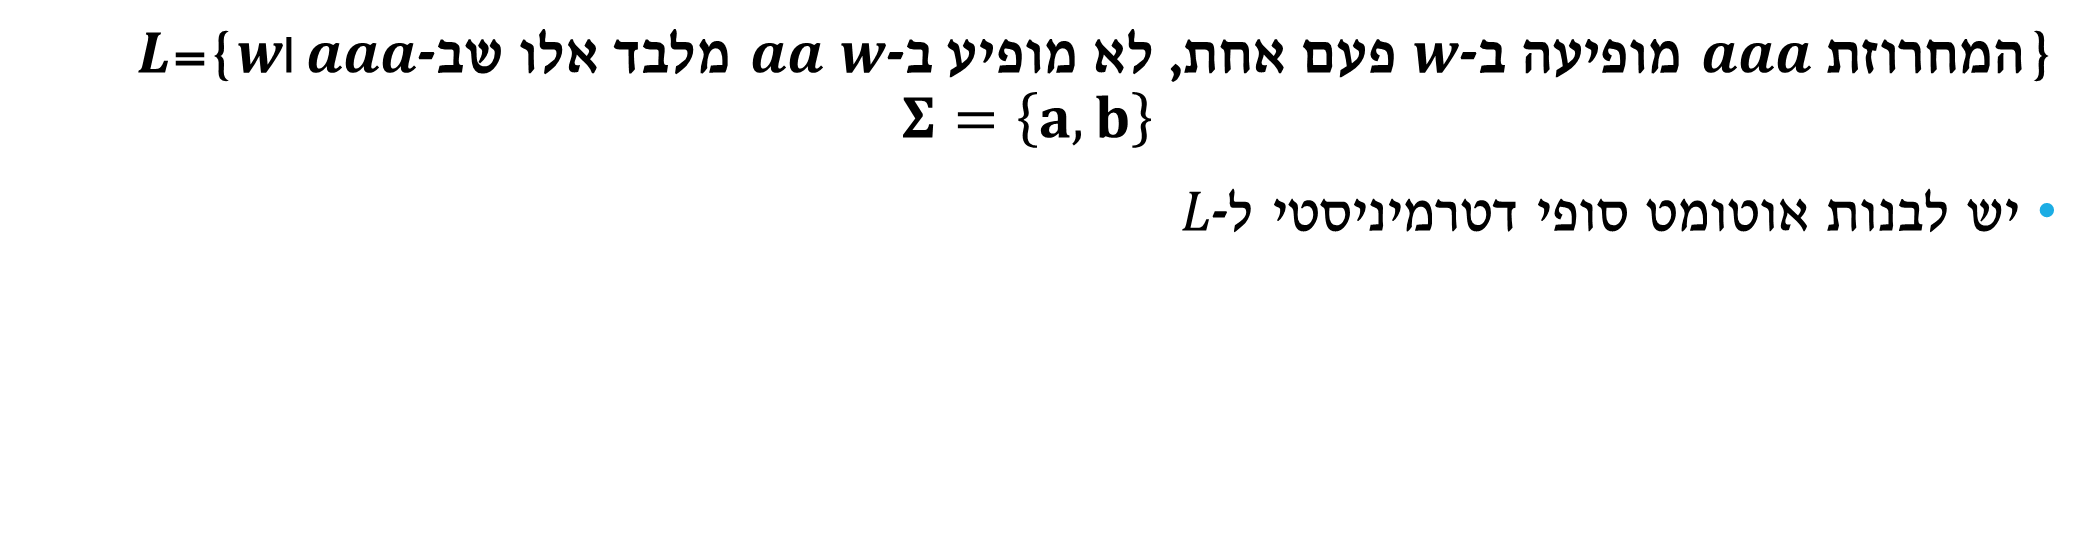 L={w| המחרוזת aaa מופיעה ב-w פעם אחת, לא מופיע ב-w aa מלבד אלו שב-aaa}
Σ = {a, b}
• יש לבנות אוטומט סופי דטרמיניסטי ל-L